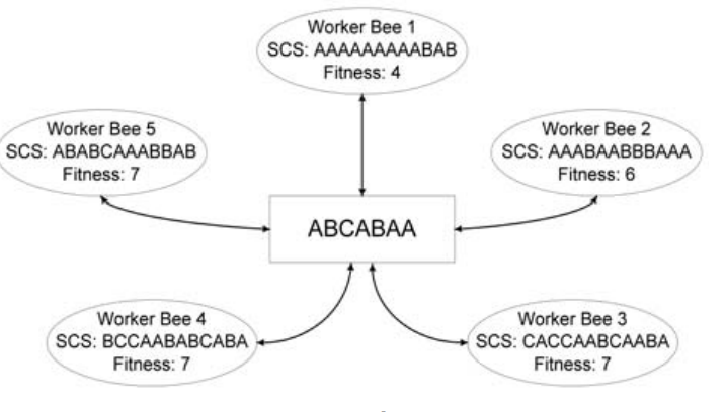 Worker Bee 1
SCS: AAAAAAAAABAB
Fitness: 4
Worker Bee 5
SCS: ABABCAAABBAB
Fitness: 7
Worker Bee 2
SCS: AAABAABBBAAA
Fitness: 6
ABCABAA
Worker Bee 4
SCS: BCCAABABCABA
Fitness: 7
Worker Bee 3
SCS: CACCAABCAABA
Fitness: 7